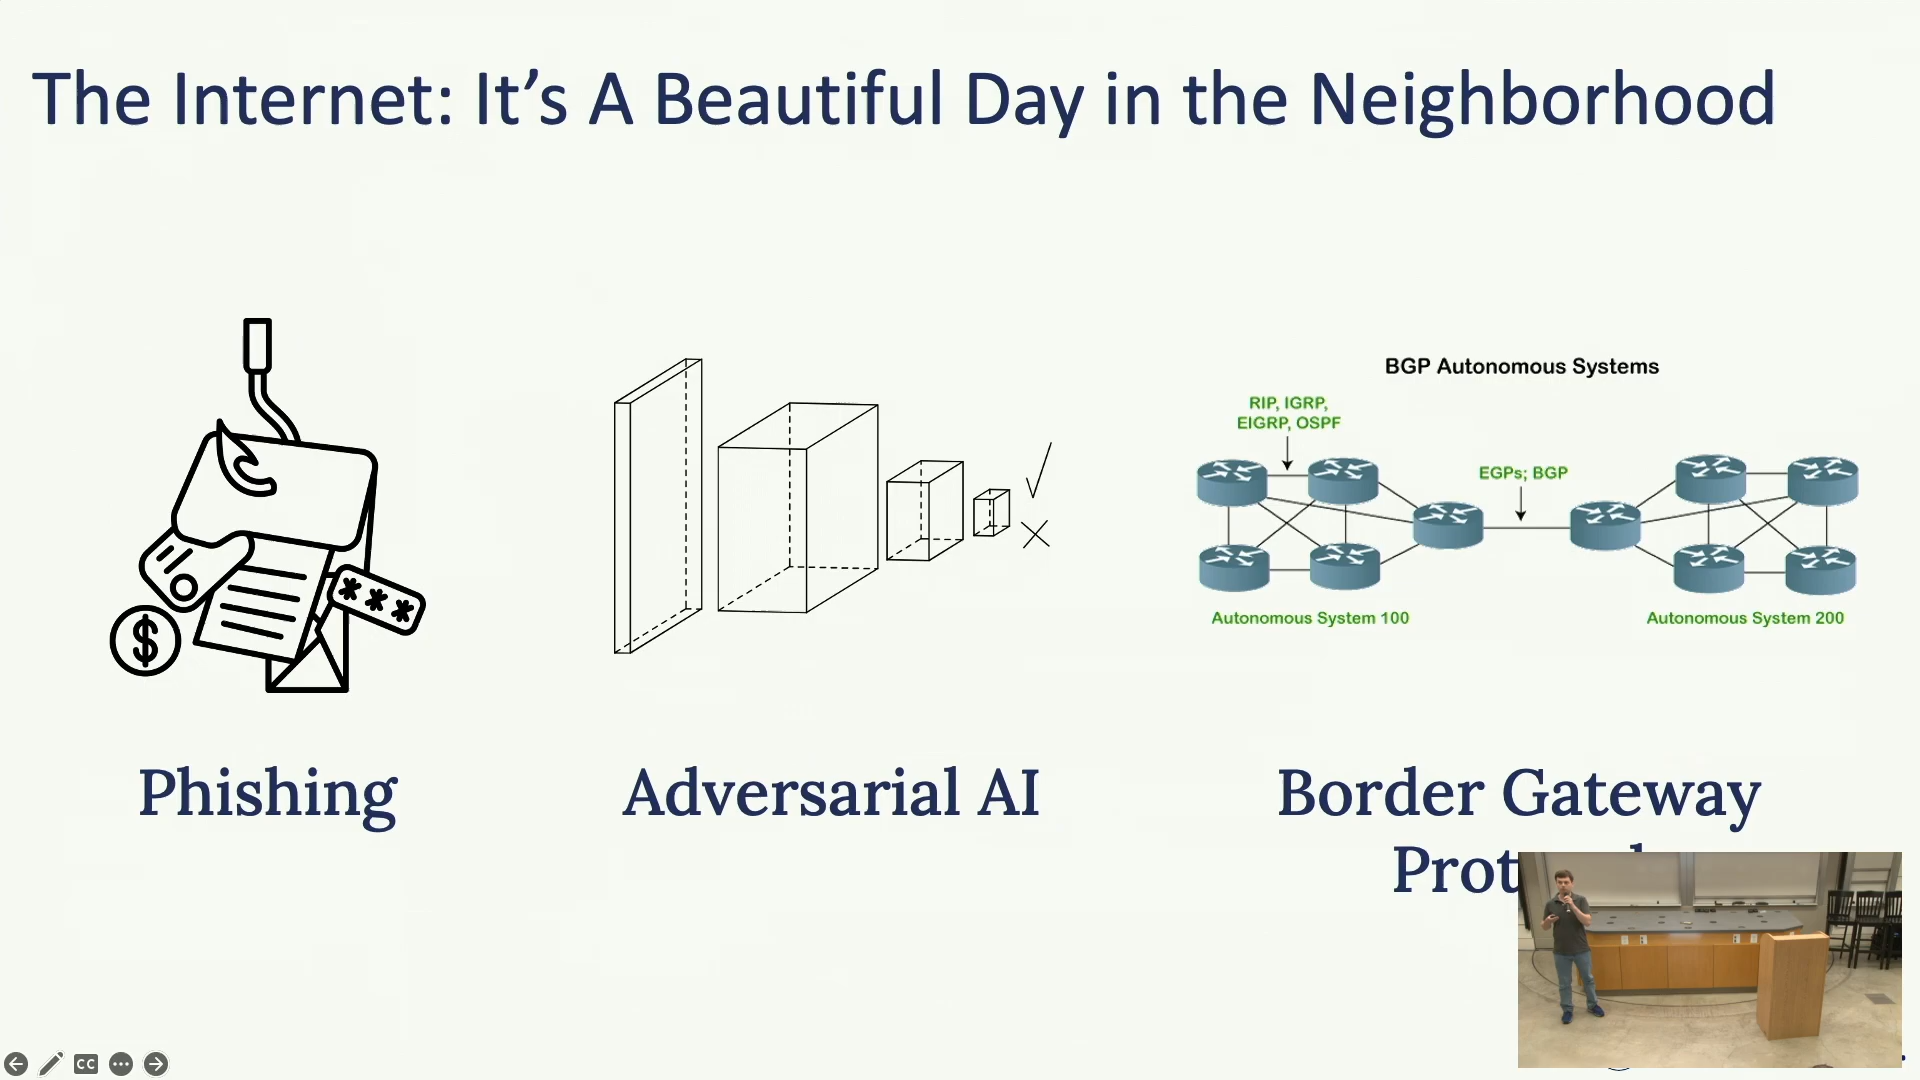 The Internet: It's A Beautiful Day in the Neighborhood
BGP Autonomous Systems
RIP, IGRP,
EIGRP, OSPF
EGPs; BGP
Autonomous System 100
Autonomous System 200
$
***
Phishing
Adversarial AI
Border Gateway
CC